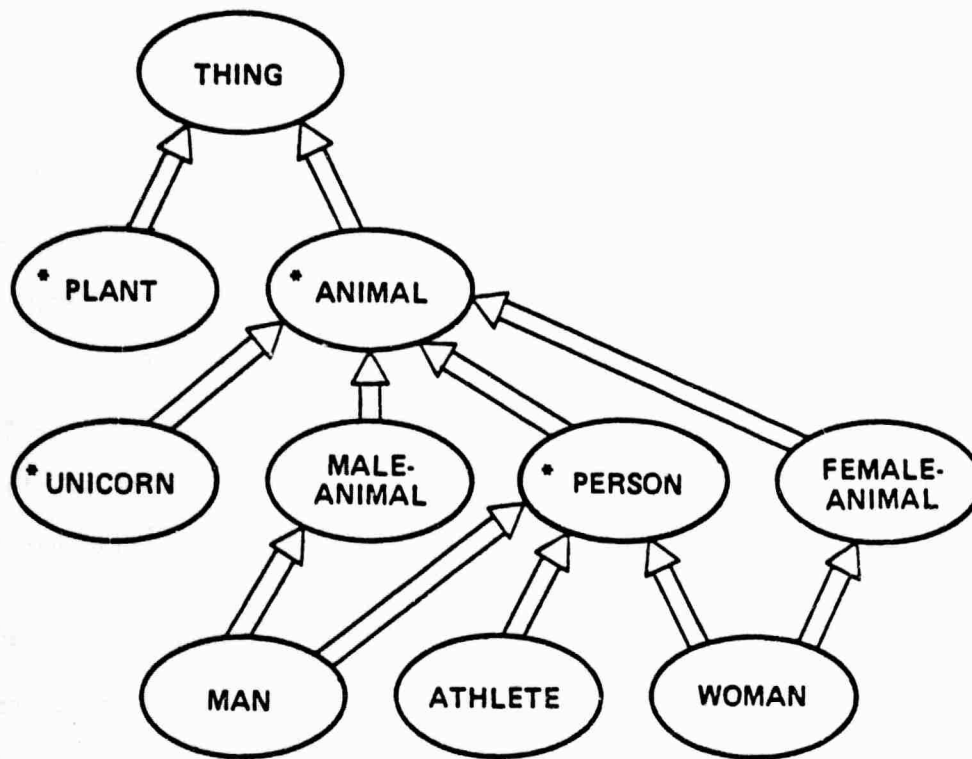 THING
* PLANT
* ANIMAL
* UNICORN
MALE-
ANIMAL
* PERSON
FEMALE-
ANIMAL
MAN
ATHLETE
WOMAN